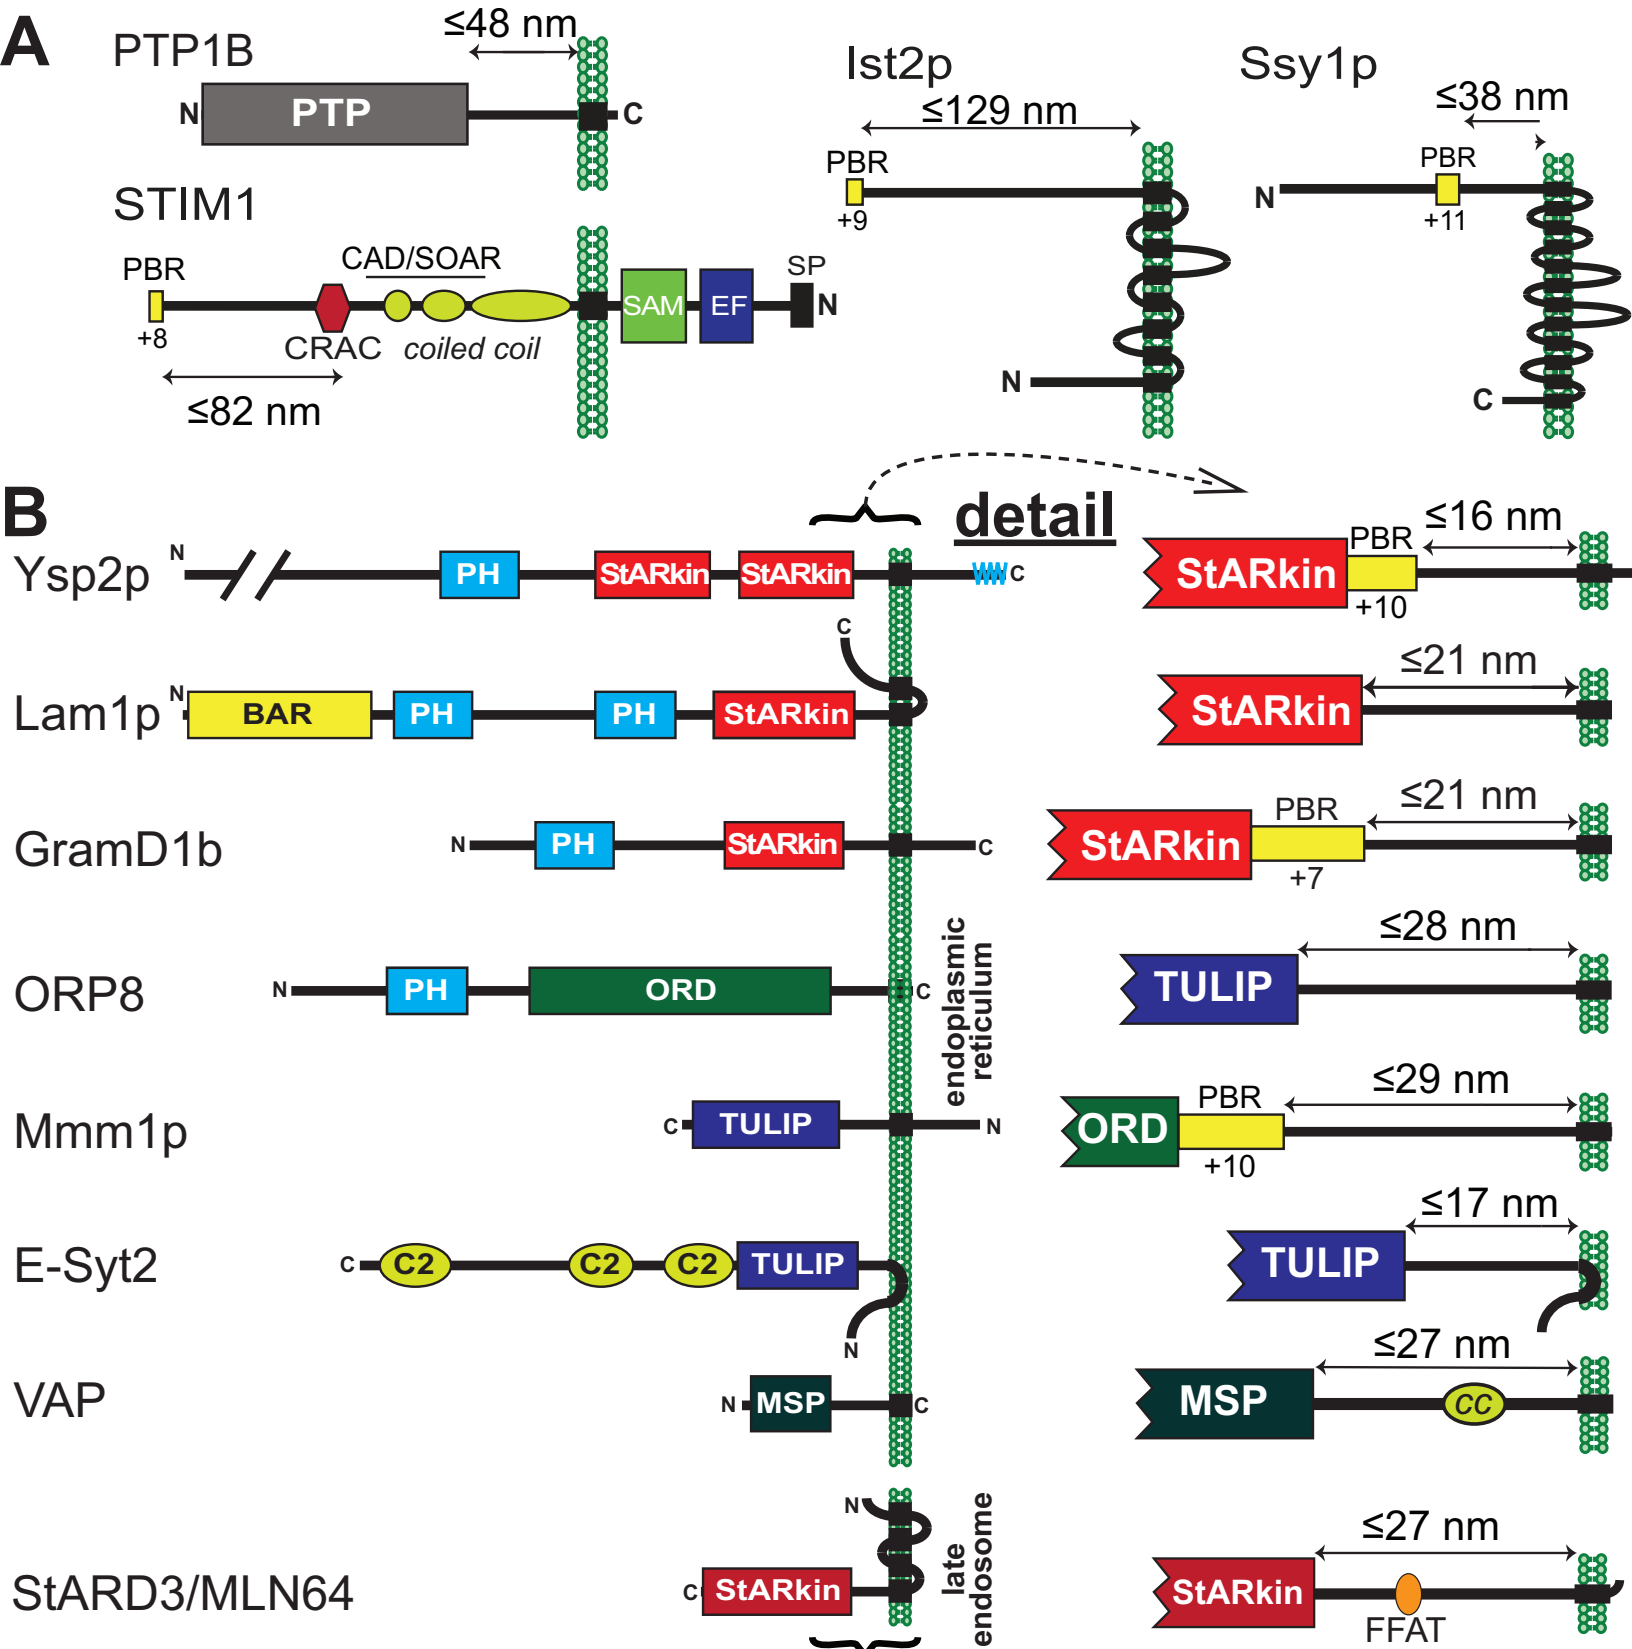 A
PTP1B
≤48 nm
N
PTP
C
Ist2p
≤129 nm
PBR
+9
N
Ssy1p
≤38 nm
PBR
N
+11
C
STIM1
PBR
CAD/SOAR
SP
SAM
EF
N
+8
CRAC
coiled coil
≤82 nm
B
detail
Ysp2p
N
PH
StARkin
StARkin
C
StARkin
PBR
≤16 nm
+10
Lam1p
N
BAR
PH
PH
StARkin
C
StARkin
≤21 nm
GramD1b
N
PH
StARkin
C
StARkin
PBR
≤21 nm
+7
ORP8
N
PH
ORD
C
endoplasmic
reticulum
TULIP
≤28 nm
Mmm1p
C
TULIP
N
ORD
PBR
≤29 nm
+10
E-Syt2
C
C2
C2
C2
TULIP
N
TULIP
≤17 nm
VAP
N
MSP
C
MSP
≤27 nm
CC
StARD3/MLN64
N
C
StARkin
late
endosome
StARkin
≤27 nm
FFAT